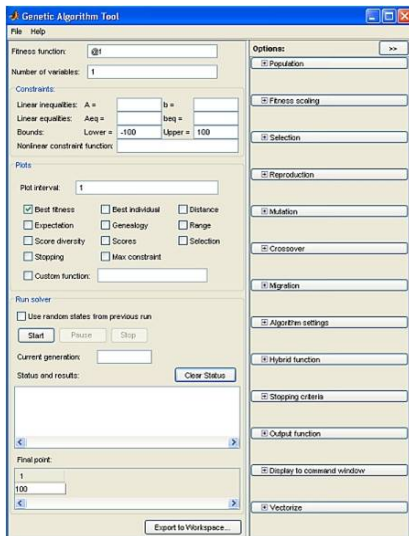 Genetic Algorithm Tool
File Help
Fitness function: @f
Number of variables: 1
Constraints:
Linear inequalities: A = b =
Linear equalities: Aeq = beq =
Bounds: Lower = -100 Upper = 100
Nonlinear constraint function:
Plots
Plot interval: 1
Best fitness Best individual Distance
Expectation Genealogy Range
Score diversity Scores Selection
Stopping Max constraint
Custom function:
Run solver
Use random states from previous run
Start Pause Stop
Current generation:
Status and results: Clear Status
Final point:
1
100
Export to Workspace...
Options: >>
Population
Fitness scaling
Selection
Reproduction
Mutation
Crossover
Migration
Algorithm settings
Hybrid function
Stopping criteria
Output function
Display to command window
Vectorize